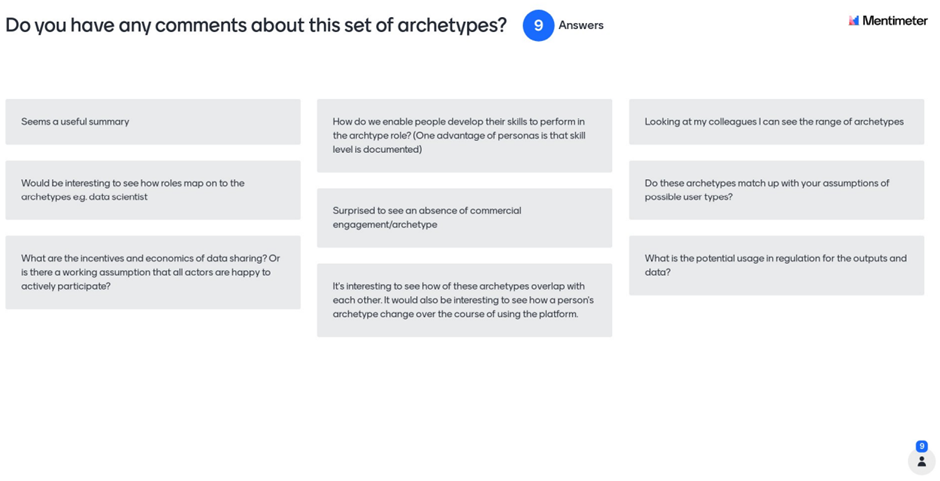 Do you have any comments about this set of archetypes?
9
Answers
Mentimeter
Seems a useful summary
Would be interesting to see how roles map on to the
archetypes e.g. data scientist
What are the incentives and economics of data sharing? Or
is there a working assumption that all actors are happy to
actively participate?
How do we enable people develop their skills to perform in
the archtype role? (One advantage of personas is that skill
level is documented)
Surprised to see an absence of commercial
engagement/archetype
It's interesting to see how of these archetypes overlap with
each other. It would also be interesting to see how a person's
archetype change over the course of using the platform.
Looking at my colleagues I can see the range of archetypes
Do these archetypes match up with your assumptions of
possible user types?
What is the potential usage in regulation for the outputs and
data?
9